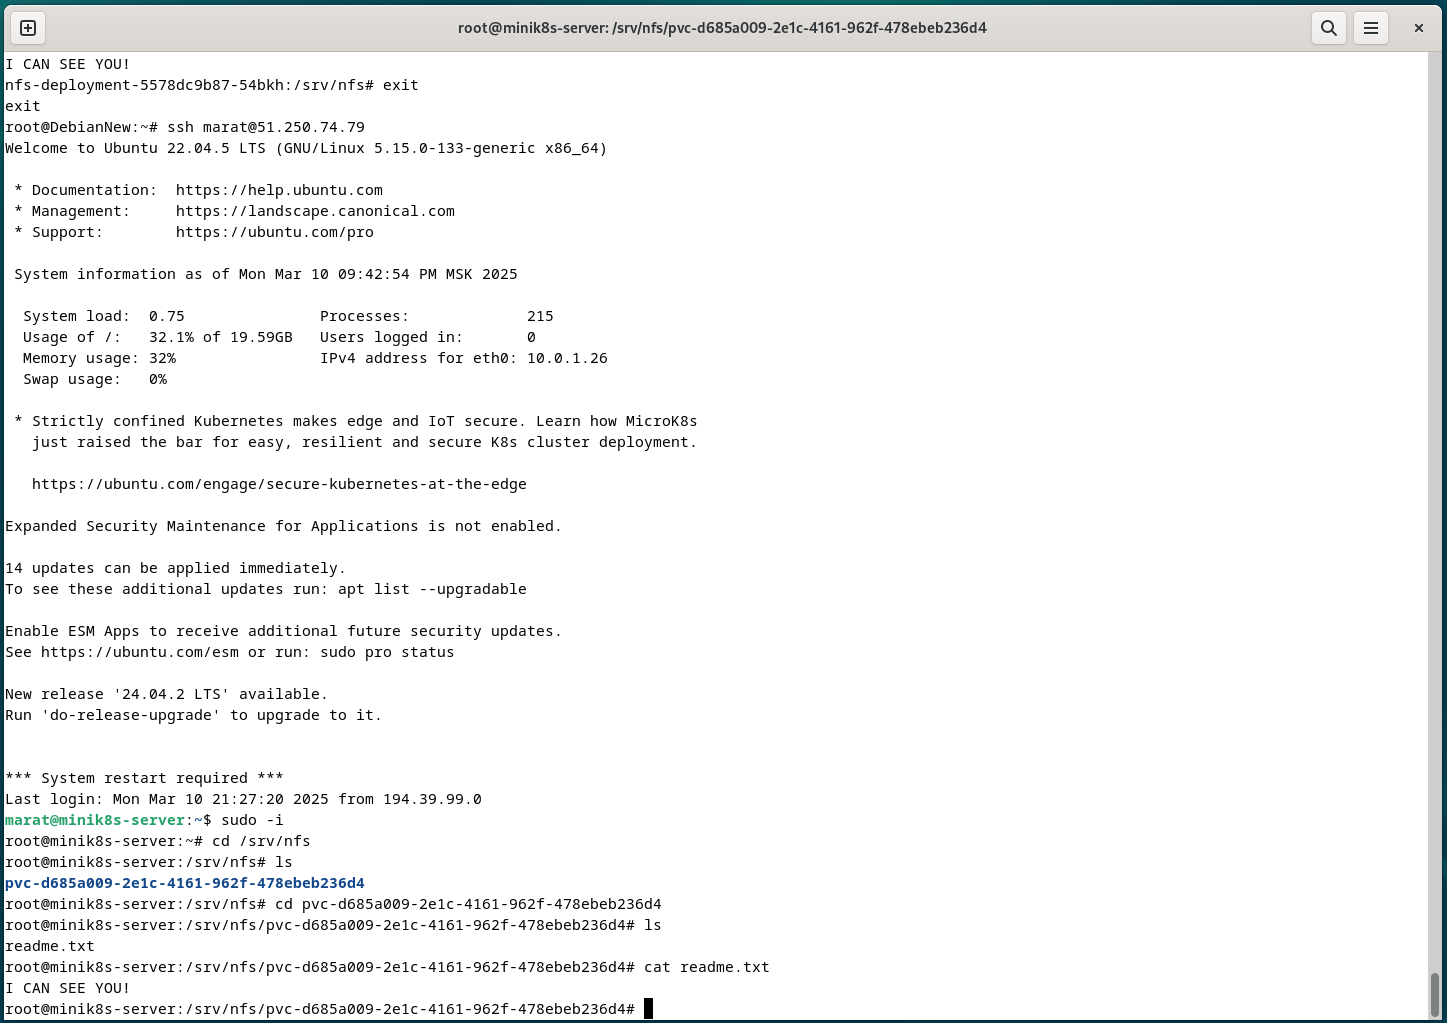 root@minik8s-server: /srv/nfs/pvc-d685a009-2e1c-4161-962f-478ebeb236d4
I CAN SEE YOU!
nfs-deployment-5578dc9b87-54bkh:/srv/nfs# exit
exit
root@DebianNew:~# ssh marat@51.250.74.79
Welcome to Ubuntu 22.04.5 LTS (GNU/Linux 5.15.0-133-generic x86_64)
* Documentation:  https://help.ubuntu.com
* Management:     https://landscape.canonical.com
* Support:        https://ubuntu.com/pro
System information as of Mon Mar 10 09:42:54 PM MSK 2025
System load:  0.75               Processes:             215
Usage of /:   32.1% of 19.59GB   Users logged in:       0
Memory usage: 32%                IPv4 address for eth0: 10.0.1.26
Swap usage:   0%
* Strictly confined Kubernetes makes edge and IoT secure. Learn how MicroK8s
just raised the bar for easy, resilient and secure K8s cluster deployment.
https://ubuntu.com/engage/secure-kubernetes-at-the-edge
Expanded Security Maintenance for Applications is not enabled.
14 updates can be applied immediately.
To see these additional updates run: apt list --upgradable
Enable ESM Apps to receive additional future security updates.
See https://ubuntu.com/esm or run: sudo pro status
New release '24.04.2 LTS' available.
Run 'do-release-upgrade' to upgrade to it.
*** System restart required ***
Last login: Mon Mar 10 21:27:20 2025 from 194.39.99.0
marat@minik8s-server:~$ sudo -i
root@minik8s-server:~# cd /srv/nfs
root@minik8s-server:/srv/nfs# ls
pvc-d685a009-2e1c-4161-962f-478ebeb236d4
root@minik8s-server:/srv/nfs# cd pvc-d685a009-2e1c-4161-962f-478ebeb236d4
root@minik8s-server:/srv/nfs/pvc-d685a009-2e1c-4161-962f-478ebeb236d4# ls
readme.txt
root@minik8s-server:/srv/nfs/pvc-d685a009-2e1c-4161-962f-478ebeb236d4# cat readme.txt
I CAN SEE YOU!
root@minik8s-server:/srv/nfs/pvc-d685a009-2e1c-4161-962f-478ebeb236d4#